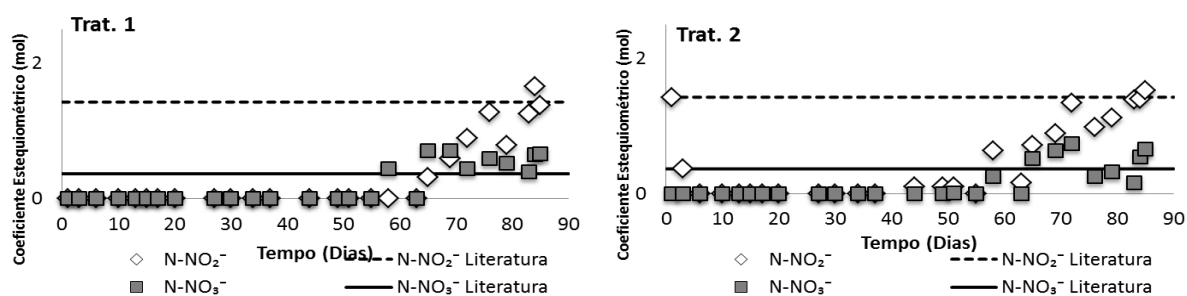 Trat. 1
Coeficiente Estequiométrico (mol)
2
0
0 10 20 30 40 50 60 70 80 90
Tempo (Dias)
N-NO₂⁻
N-NO₂⁻ Literatura
N-NO₃⁻
N-NO₃⁻ Literatura
Trat. 2
Coeficiente Estequiométrico (mol)
2
0
0 10 20 30 40 50 60 70 80 90
Tempo (Dias)
N-NO₂⁻
N-NO₂⁻ Literatura
N-NO₃⁻
N-NO₃⁻ Literatura